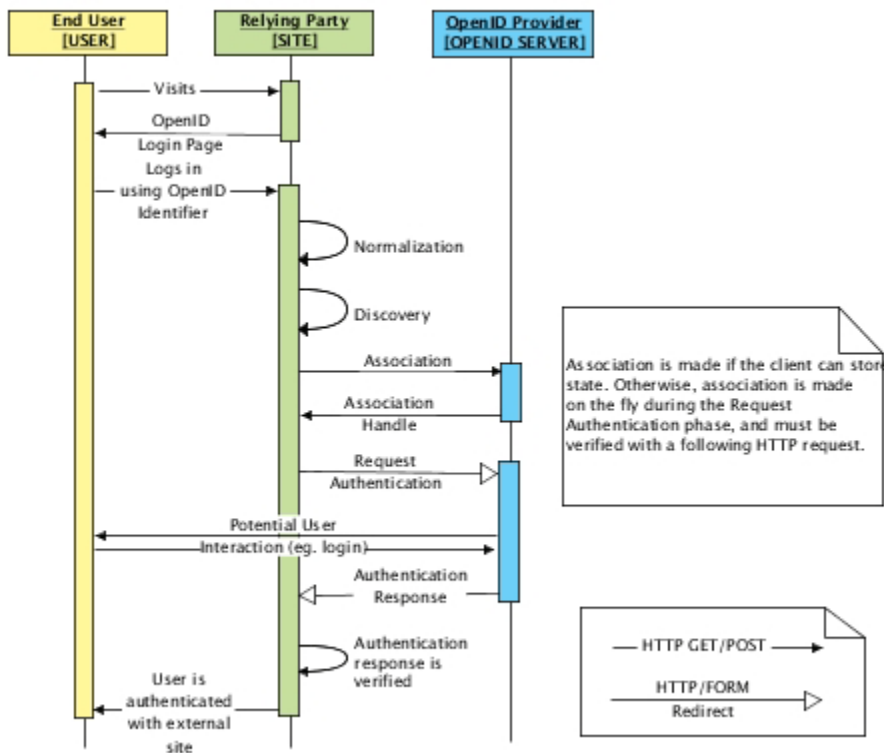 End User
[USER]
Relying Party
[SITE]
OpenID Provider
[OPENID SERVER]
Visits
OpenID
Login Page
Logs in
using OpenID
Identifier
Normalization
Discovery
Association
Association
Handle
Request
Authentication
Potential User
Interaction (eg. login)
Authentication
Response
Authentication
response is
verified
User is
authenticated
with external
site
Association is made if the client can store
state. Otherwise, association is made
on the fly during the Request
Authentication phase, and must be
verified with a following HTTP request.
HTTP GET/POST
HTTP/FORM
Redirect